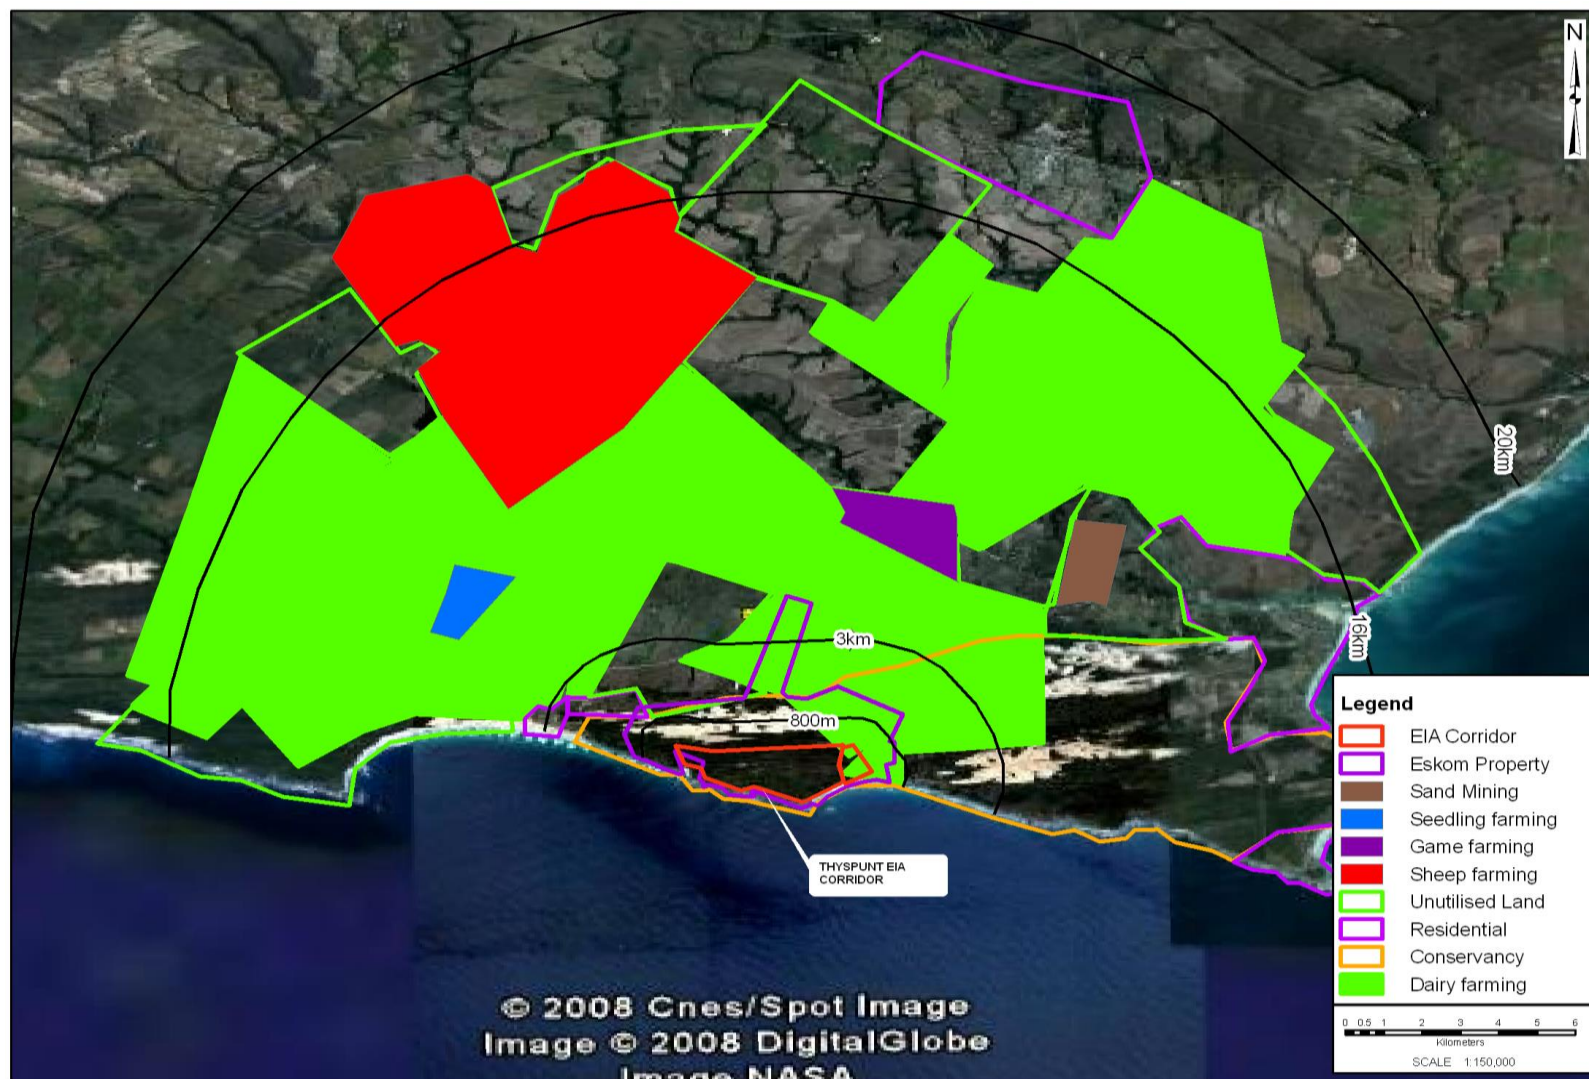 N
20km
16km
3km
800m
THYSPUNT EIA
CORRIDOR
Legend
EIA Corridor
Eskom Property
Sand Mining
Seedling farming
Game farming
Sheep farming
Unutilised Land
Residential
Conservancy
Dairy farming
0 0.5 1 2 3 4 5 6
Kilometers
SCALE 1:150,000
© 2008 Cnes/Spot Image
Image © 2008 DigitalGlobe
Image NASA